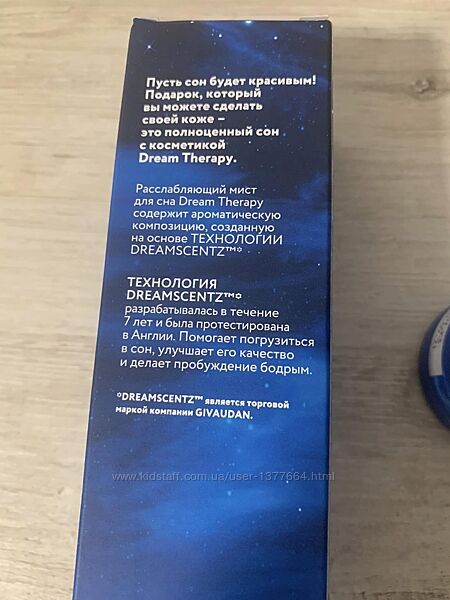 Пусть сон будет красивым!
Подарок, который
вы можете сделать
своей коже –
это полноценный сон
с косметикой
Dream Therapy.
Расслабляющий мист
для сна Dream Therapy
содержит ароматическую
композицию, созданную
на основе ТЕХНОЛОГИИ
DREAMSCENTZ™✩
ТЕХНОЛОГИЯ
DREAMSCENTZ™✩
разрабатывалась в течение
7 лет и была протестирована
в Англии. Помогает погрузиться
в сон, улучшает его качество
и делает пробуждение бодрым.
✩DREAMSCENTZ™ является торговой
маркой компании GIVAUDAN.
www.kidstaff.com.ua/user-1377664.html